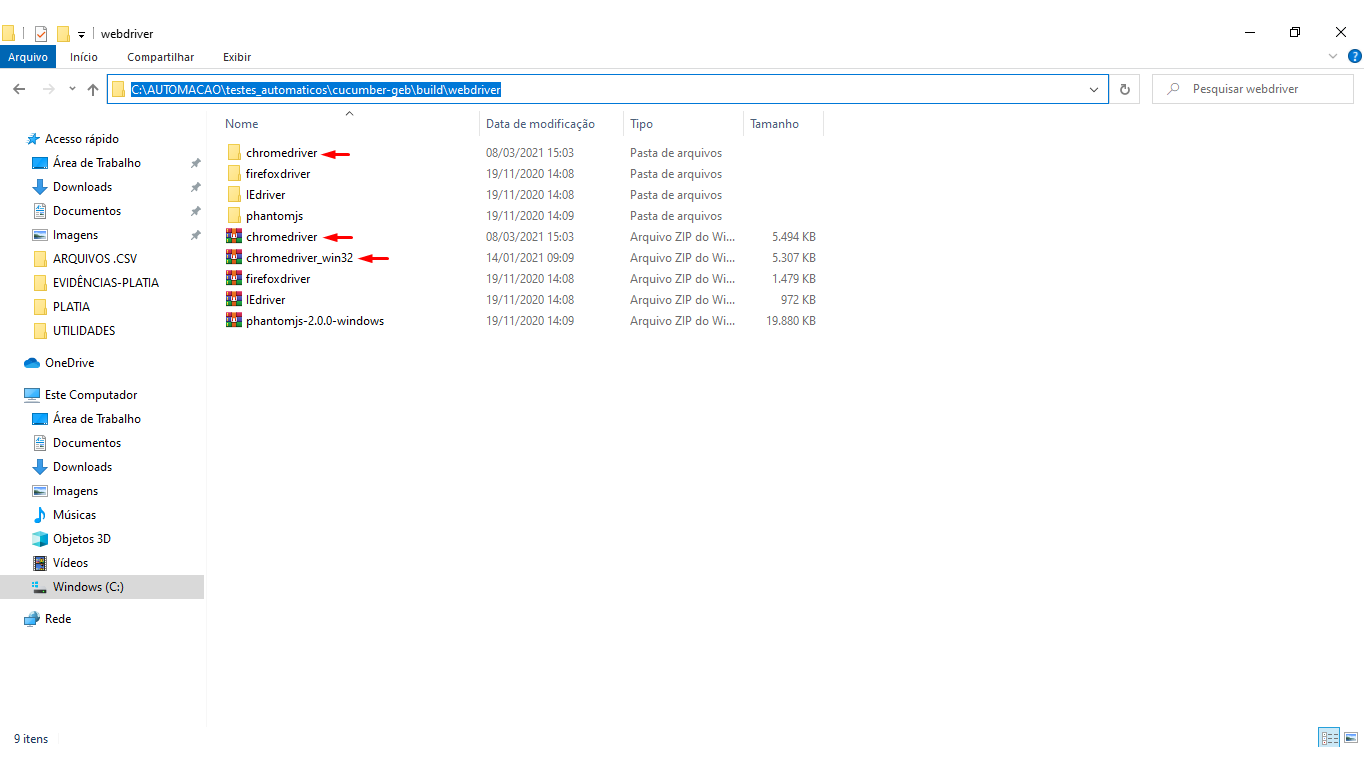 webdriver
Arquivo Início Compartilhar Exibir
C:\AUTOMACAO\testes_automaticos\cucumber-geb\build\webdriver
Pesquisar webdriver
Acesso rápido
Área de Trabalho
Downloads
Documentos
Imagens
ARQUIVOS .CSV
EVIDÊNCIAS-PLATIA
PLATIA
UTILIDADES
OneDrive
Este Computador
Área de Trabalho
Documentos
Downloads
Imagens
Músicas
Objetos 3D
Vídeos
Windows (C:)
Rede
Nome Data de modificação Tipo Tamanho
chromedriver 08/03/2021 15:03 Pasta de arquivos
firefoxdriver 19/11/2020 14:08 Pasta de arquivos
IEdriver 19/11/2020 14:08 Pasta de arquivos
phantomjs 19/11/2020 14:09 Pasta de arquivos
chromedriver 08/03/2021 15:03 Arquivo ZIP do Wi... 5.494 KB
chromedriver_win32 14/01/2021 09:09 Arquivo ZIP do Wi... 5.307 KB
firefoxdriver 19/11/2020 14:08 Arquivo ZIP do Wi... 1.479 KB
IEdriver 19/11/2020 14:08 Arquivo ZIP do Wi... 972 KB
phantomjs-2.0.0-windows 19/11/2020 14:09 Arquivo ZIP do Wi... 19.880 KB
9 itens